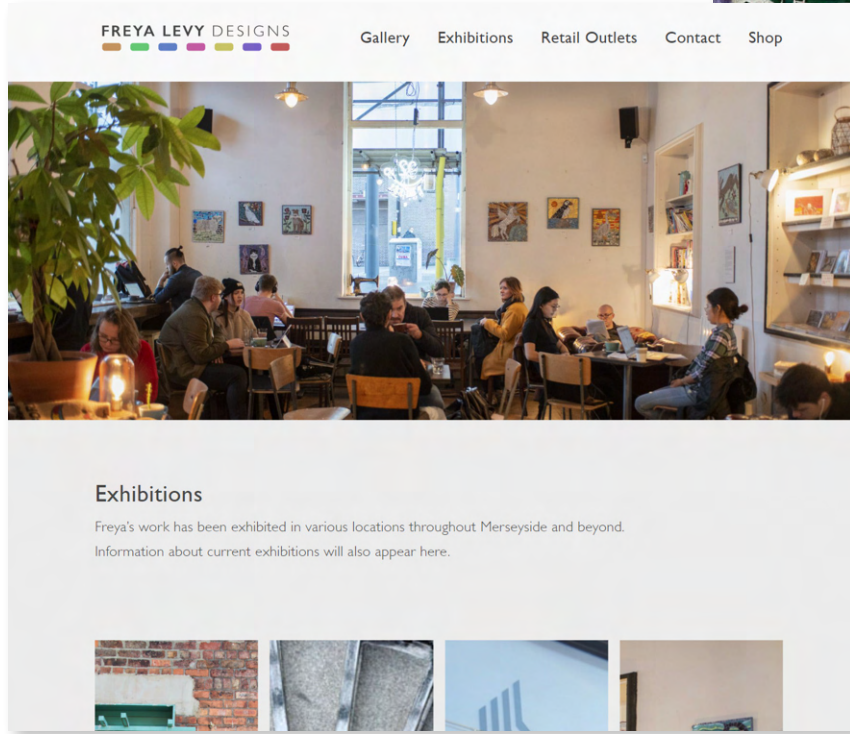 FREYA LEVY DESIGNS
Gallery Exhibitions Retail Outlets Contact Shop
Exhibitions
Freya's work has been exhibited in various locations throughout Merseyside and beyond.
Information about current exhibitions will also appear here.